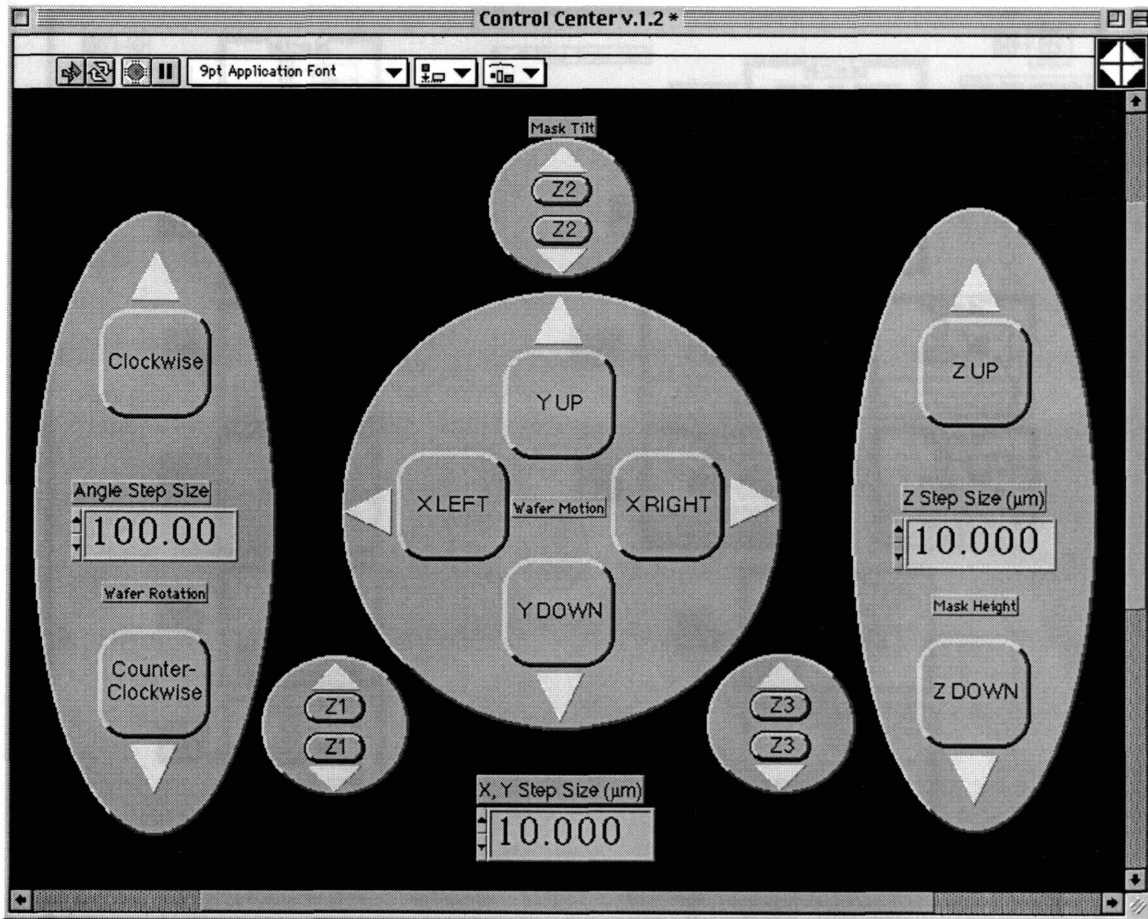 Control Center v.1.2 *
9pt Application Font
Mask Tilt
Z2
Z2
Clockwise
Angle Step Size
100.00
Wafer Rotation
Counter-
Clockwise
Y UP
X LEFT
Wafer Motion
X RIGHT
Y DOWN
Z UP
Z Step Size (µm)
10.000
Mask Height
Z DOWN
Z1
Z1
Z3
Z3
X, Y Step Size (µm)
10.000